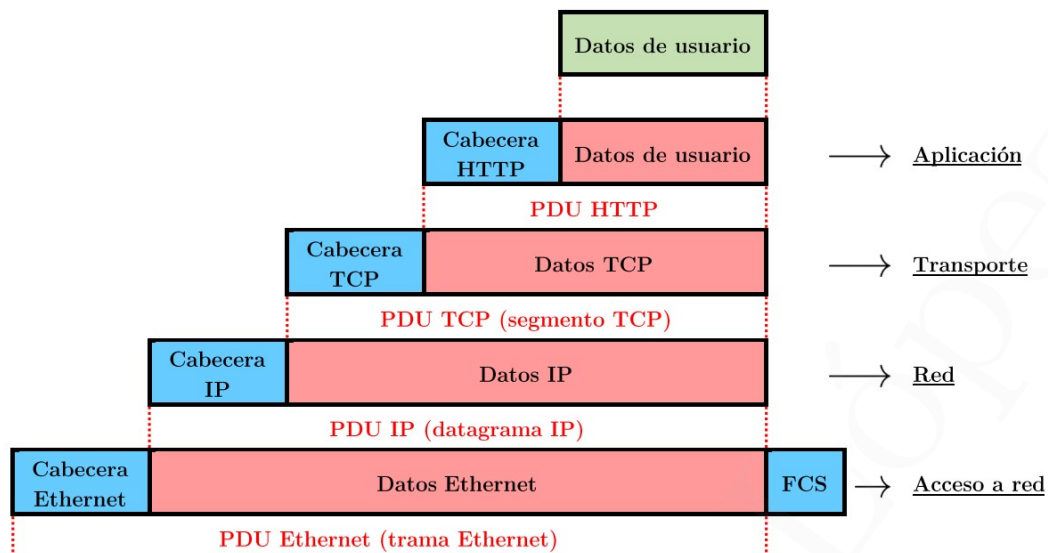 Datos de usuario
Cabecera
HTTP
Datos de usuario
Aplicación
PDU HTTP
Cabecera
TCP
Datos TCP
Transporte
PDU TCP (segmento TCP)
Cabecera
IP
Datos IP
Red
PDU IP (datagrama IP)
Cabecera
Ethernet
Datos Ethernet
FCS
Acceso a red
PDU Ethernet (trama Ethernet)